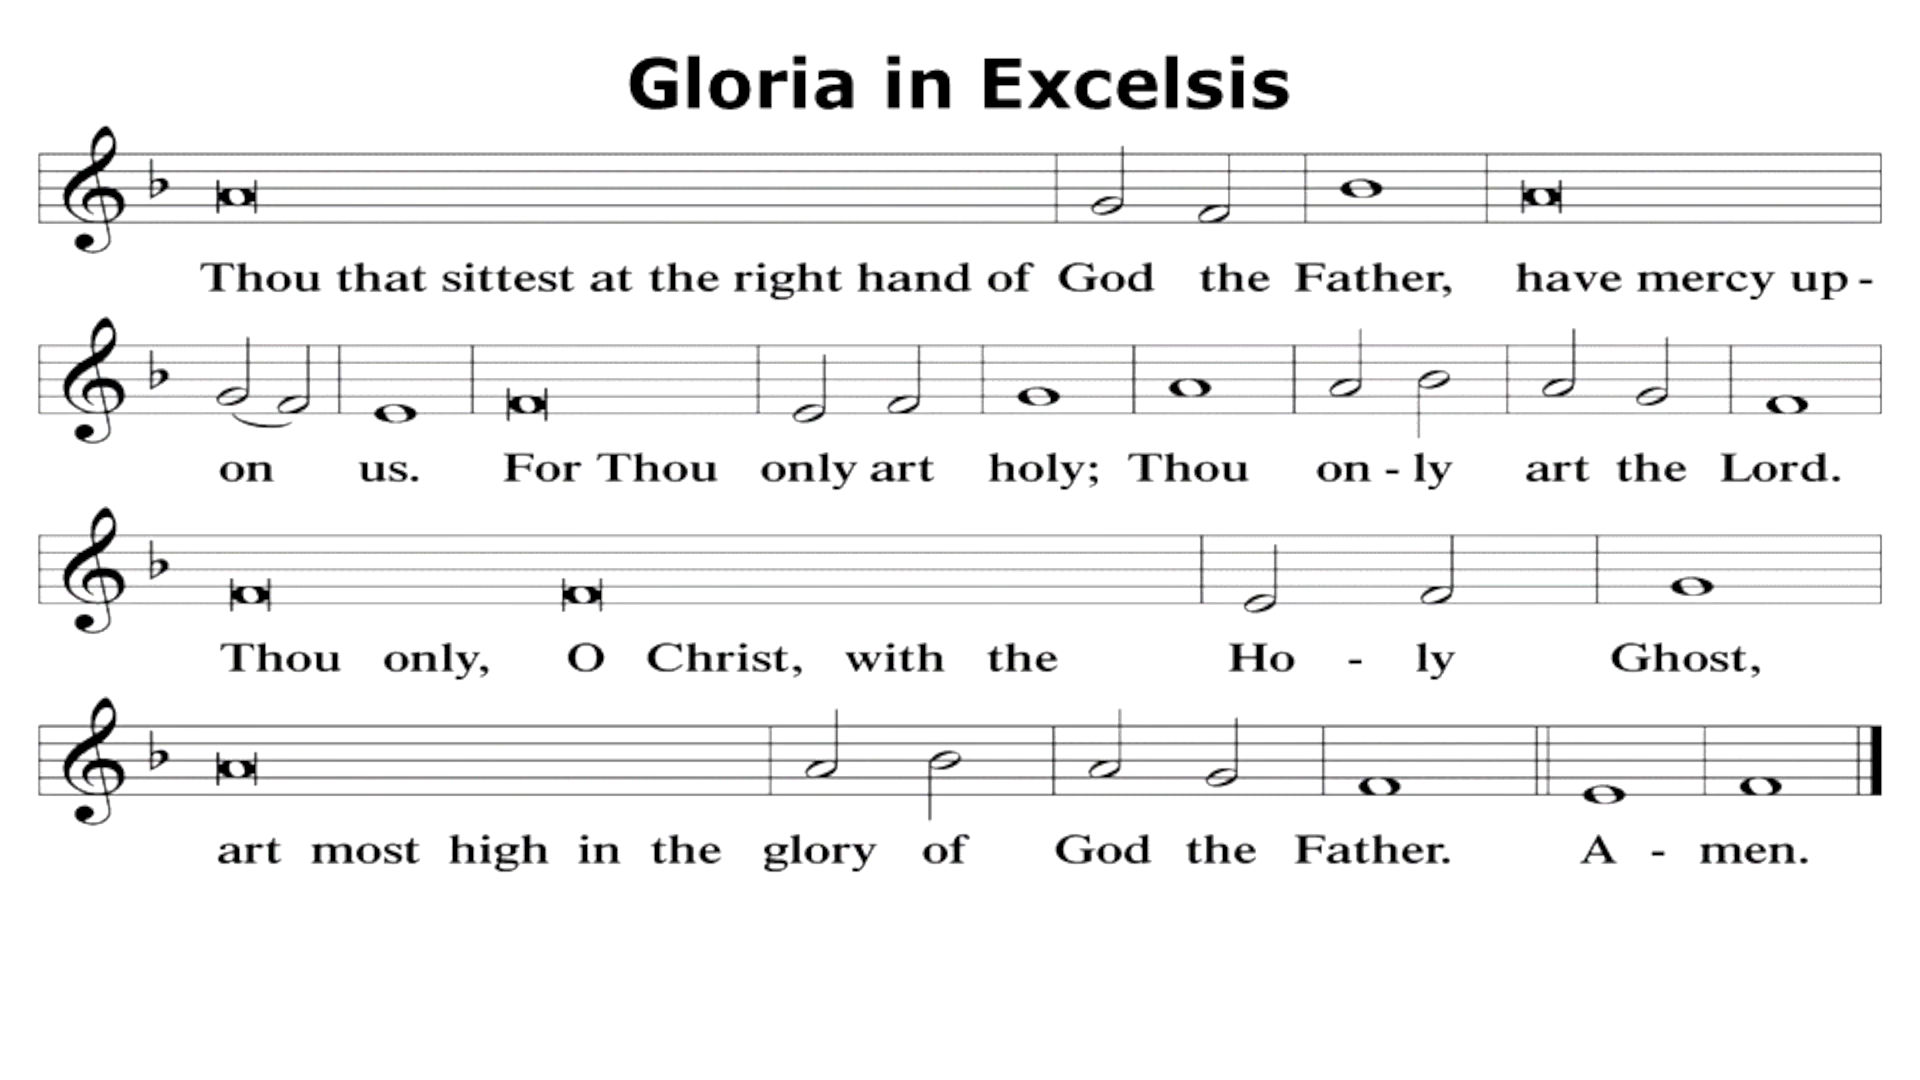 Gloria in Excelsis
Thou that sittest at the right hand of God the Father, have mercy up -
on us. For Thou only art holy; Thou on - ly art the Lord.
Thou only, O Christ, with the Ho - ly Ghost,
art most high in the glory of God the Father. A - men.